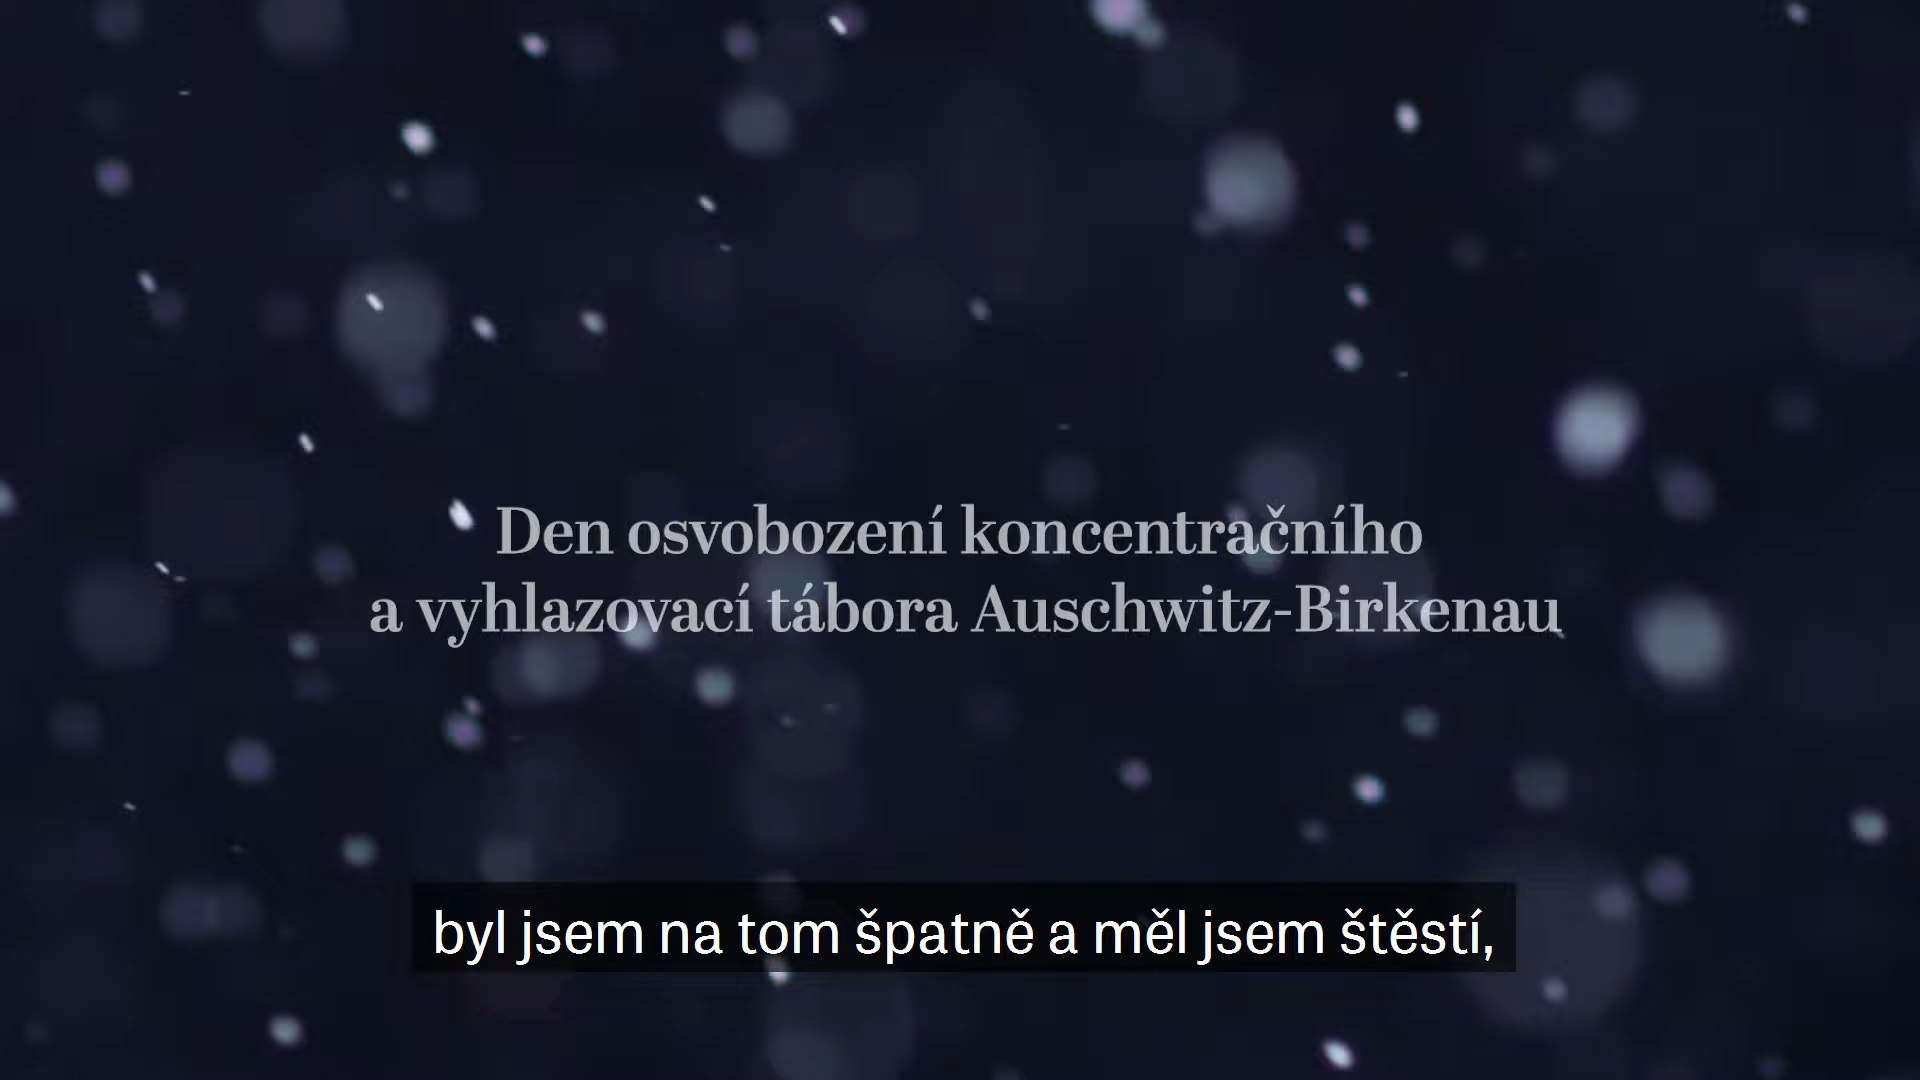 Den osvobození koncentračního
a vyhlazovací tábora Auschwitz-Birkenau
byl jsem na tom špatně a měl jsem štěstí,